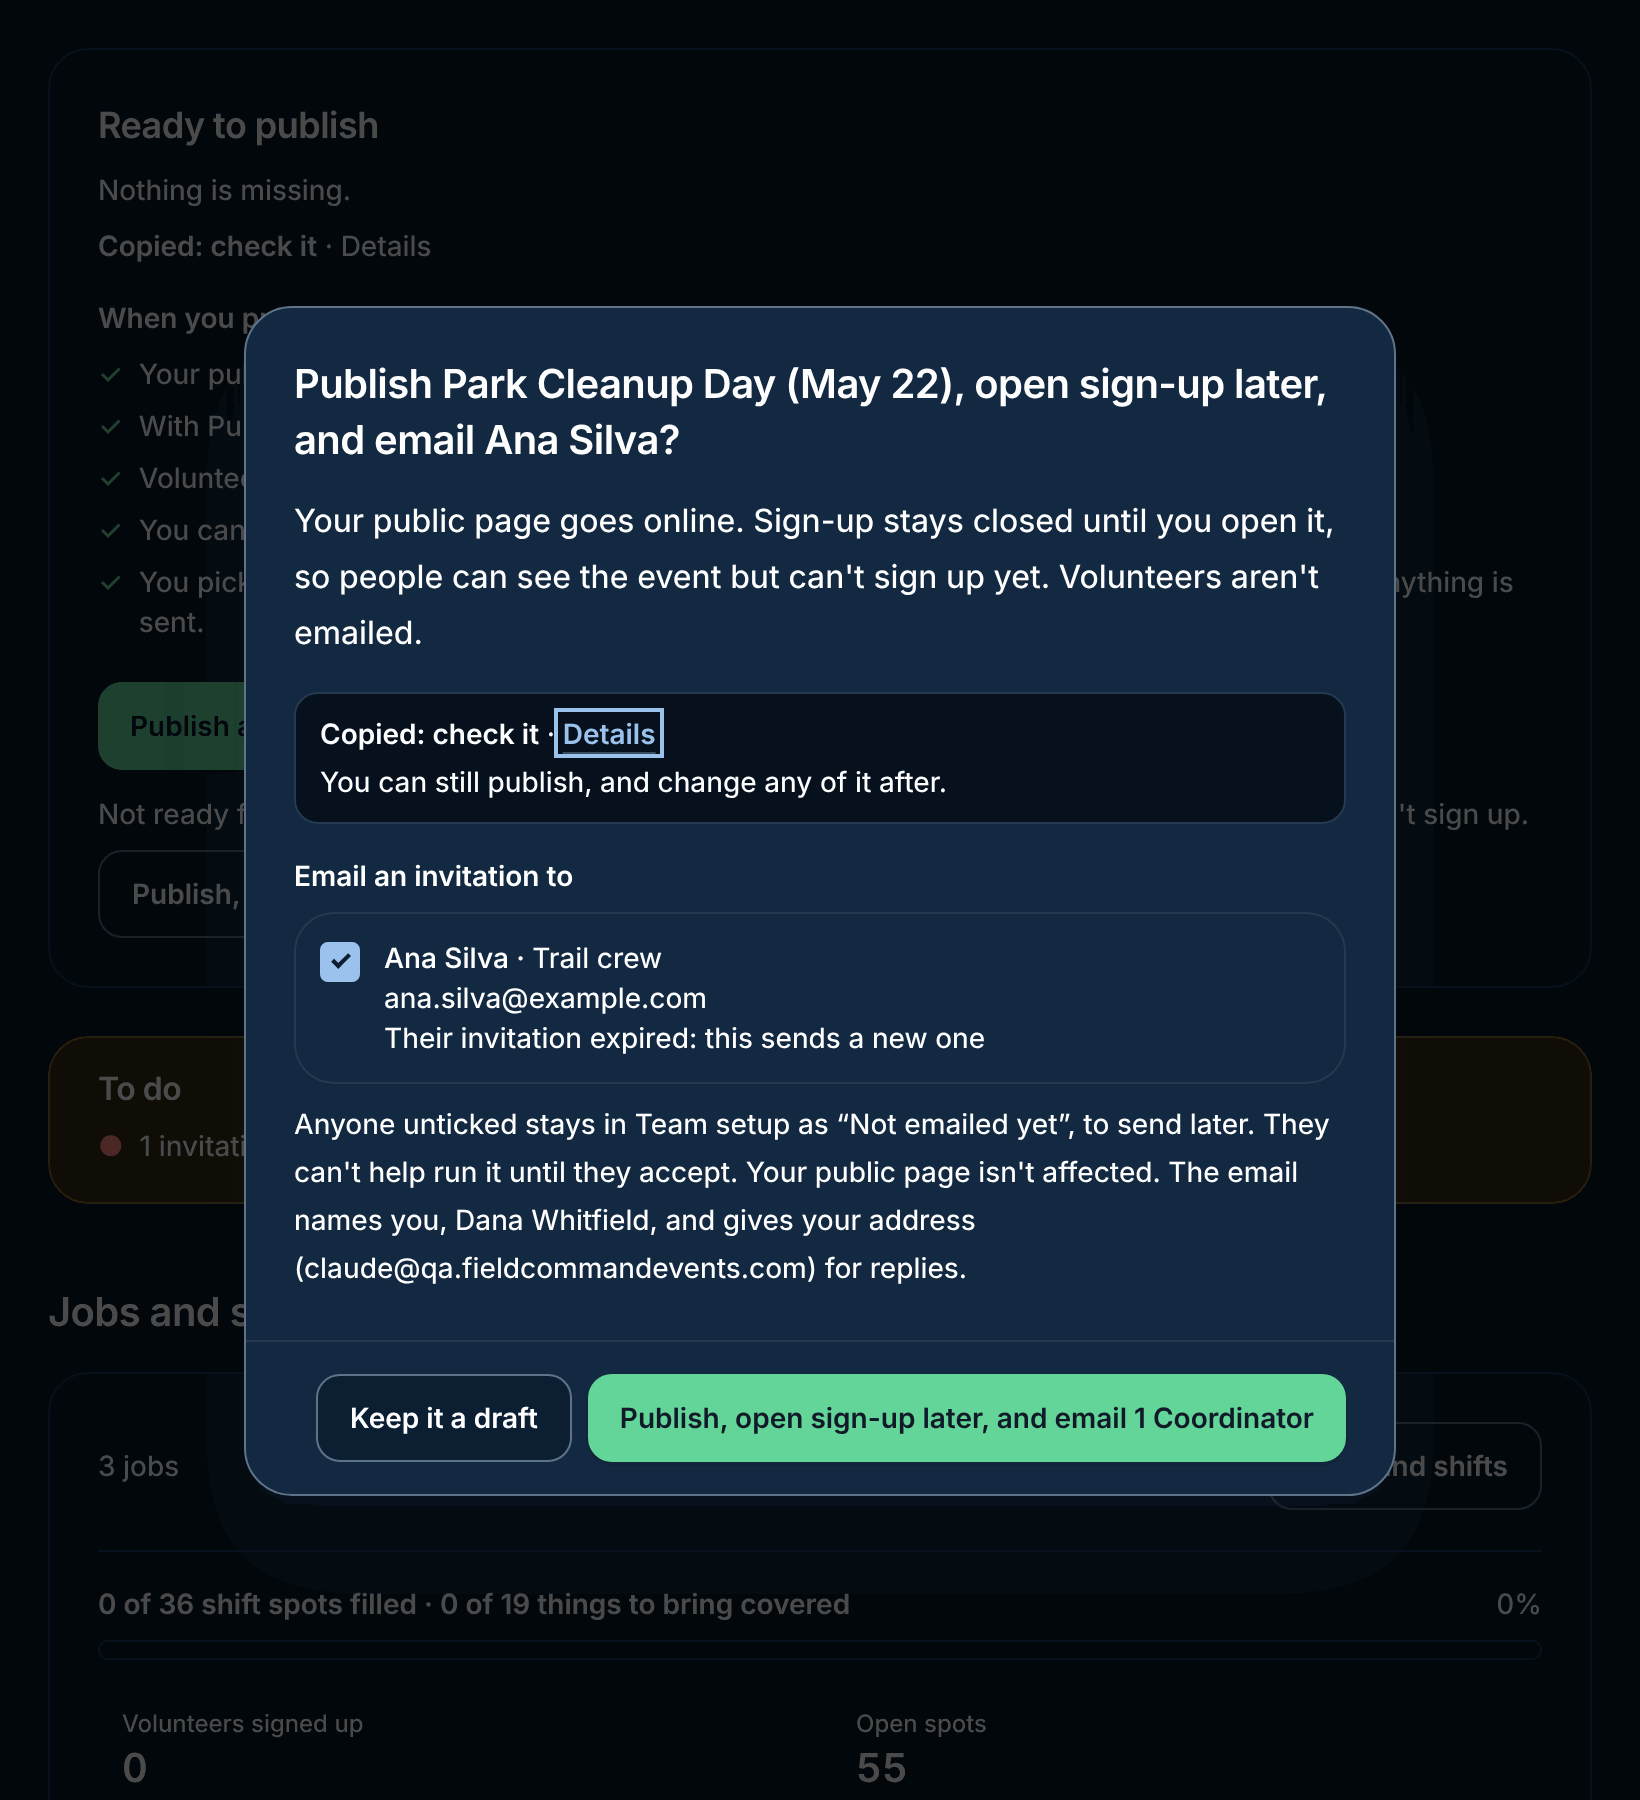 Ready to publish
Nothing is missing.
Copied: check it · Details
When you
Your
With
You can
You pick
anything is
sent.
Publish
Not ready
't sign up.
Publish,
To do
1
Jobs and
3 jobs
and shifts
0 of 36 shift spots filled · 0 of 19 things to bring covered
0%
Volunteers signed up
Open spots
0
55
Publish Park Cleanup Day (May 22), open sign-up later,
and email Ana Silva?
Your public page goes online. Sign-up stays closed until you open it,
so people can see the event but can't sign up yet. Volunteers aren't
emailed.
Copied: check it · Details
You can still publish, and change any of it after.
Email an invitation to
Ana Silva · Trail crew
ana.silva@example.com
Their invitation expired: this sends a new one
Anyone unticked stays in Team setup as “Not emailed yet”, to send later. They
can't help run it until they accept. Your public page isn't affected. The email
names you, Dana Whitfield, and gives your address
(claude@qa.fieldcommandevents.com) for replies.
Keep it a draft
Publish, open sign-up later, and email 1 Coordinator